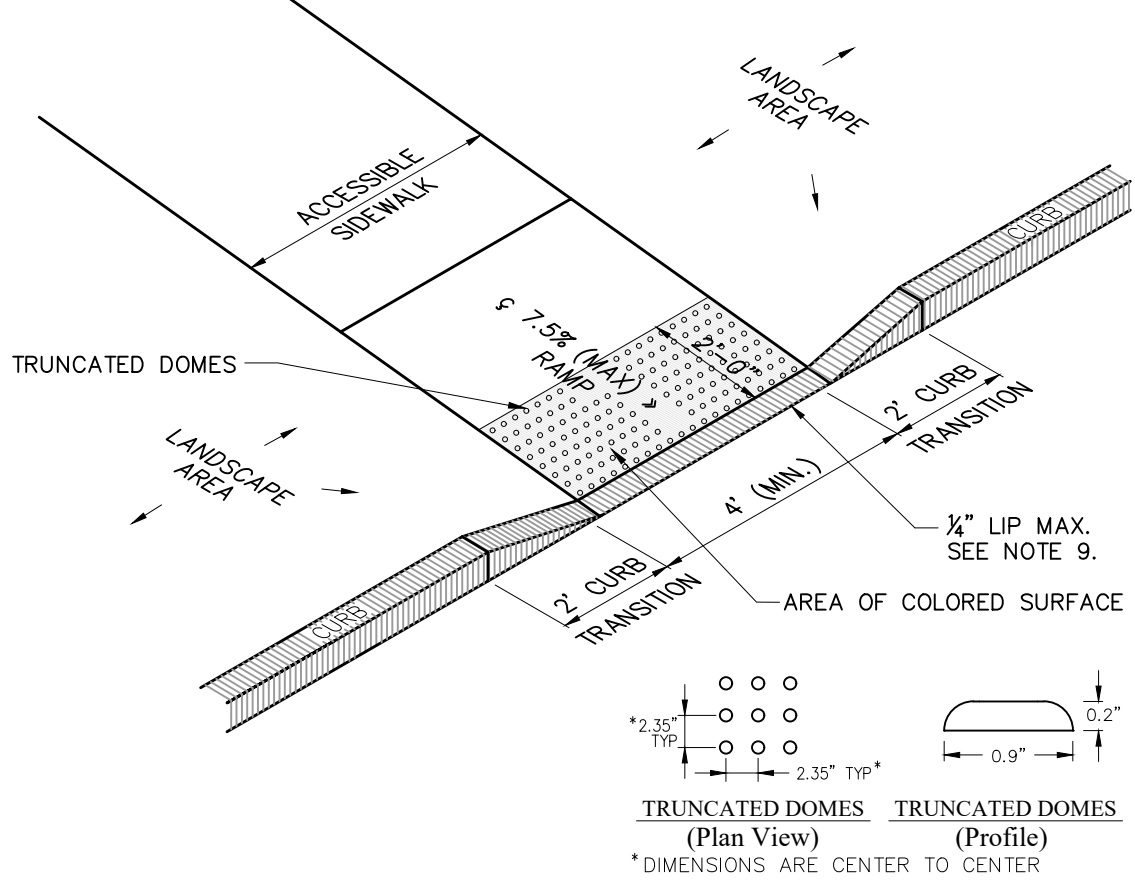 LANDSCAPE
AREA
ACCESSIBLE
SIDEWALK
CURB
℄ 7.5% (MAX)
RAMP
2'-0"
TRUNCATED DOMES
2' CURB
TRANSITION
LANDSCAPE
AREA
4' (MIN.)
¼" LIP MAX.
SEE NOTE 9.
2' CURB
TRANSITION
AREA OF COLORED SURFACE
CURB
*2.35"
TYP
2.35" TYP*
0.2"
0.9"
TRUNCATED DOMES
(Plan View)
TRUNCATED DOMES
(Profile)
*DIMENSIONS ARE CENTER TO CENTER